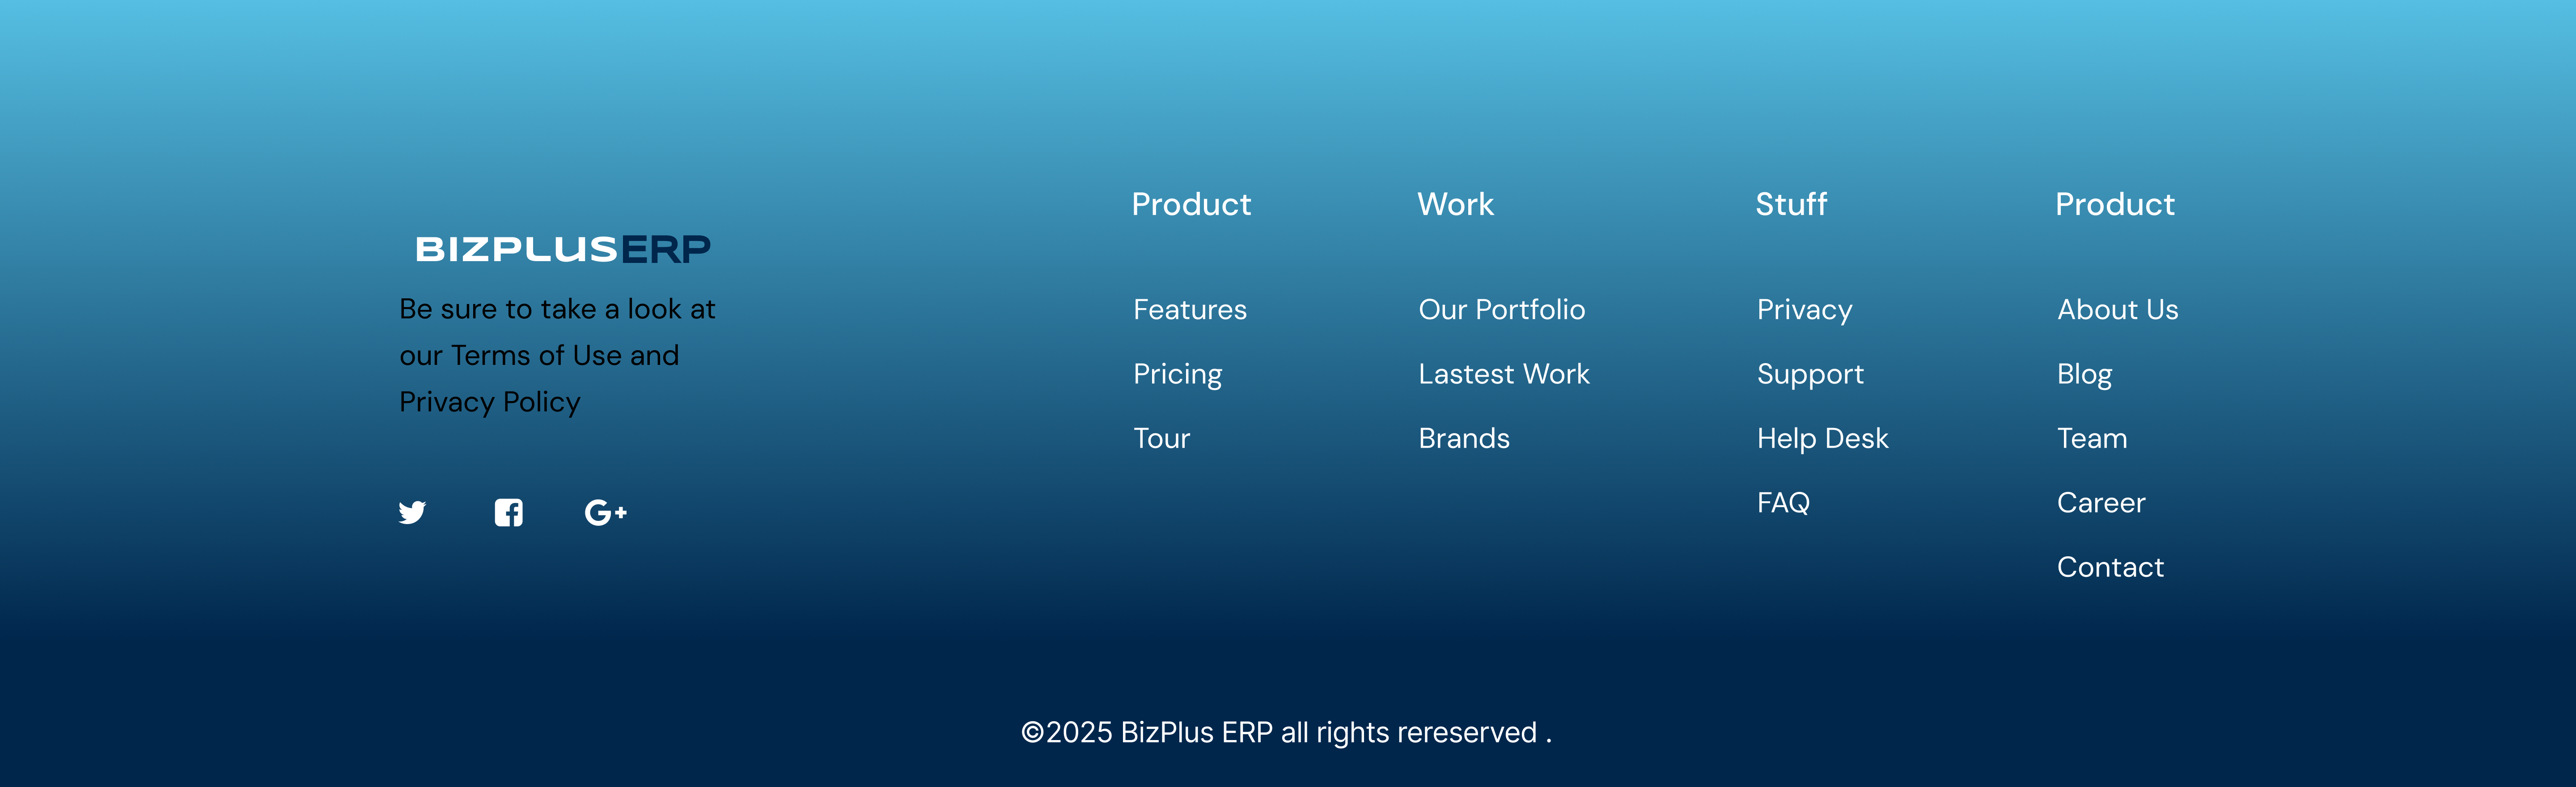 BIZPLUSERP
Be sure to take a look at
our Terms of Use and
Privacy Policy
Product
Features
Pricing
Tour
Work
Our Portfolio
Lastest Work
Brands
Stuff
Privacy
Support
Help Desk
FAQ
Product
About Us
Blog
Team
Career
Contact
©2025 BizPlus ERP all rights rereserved .